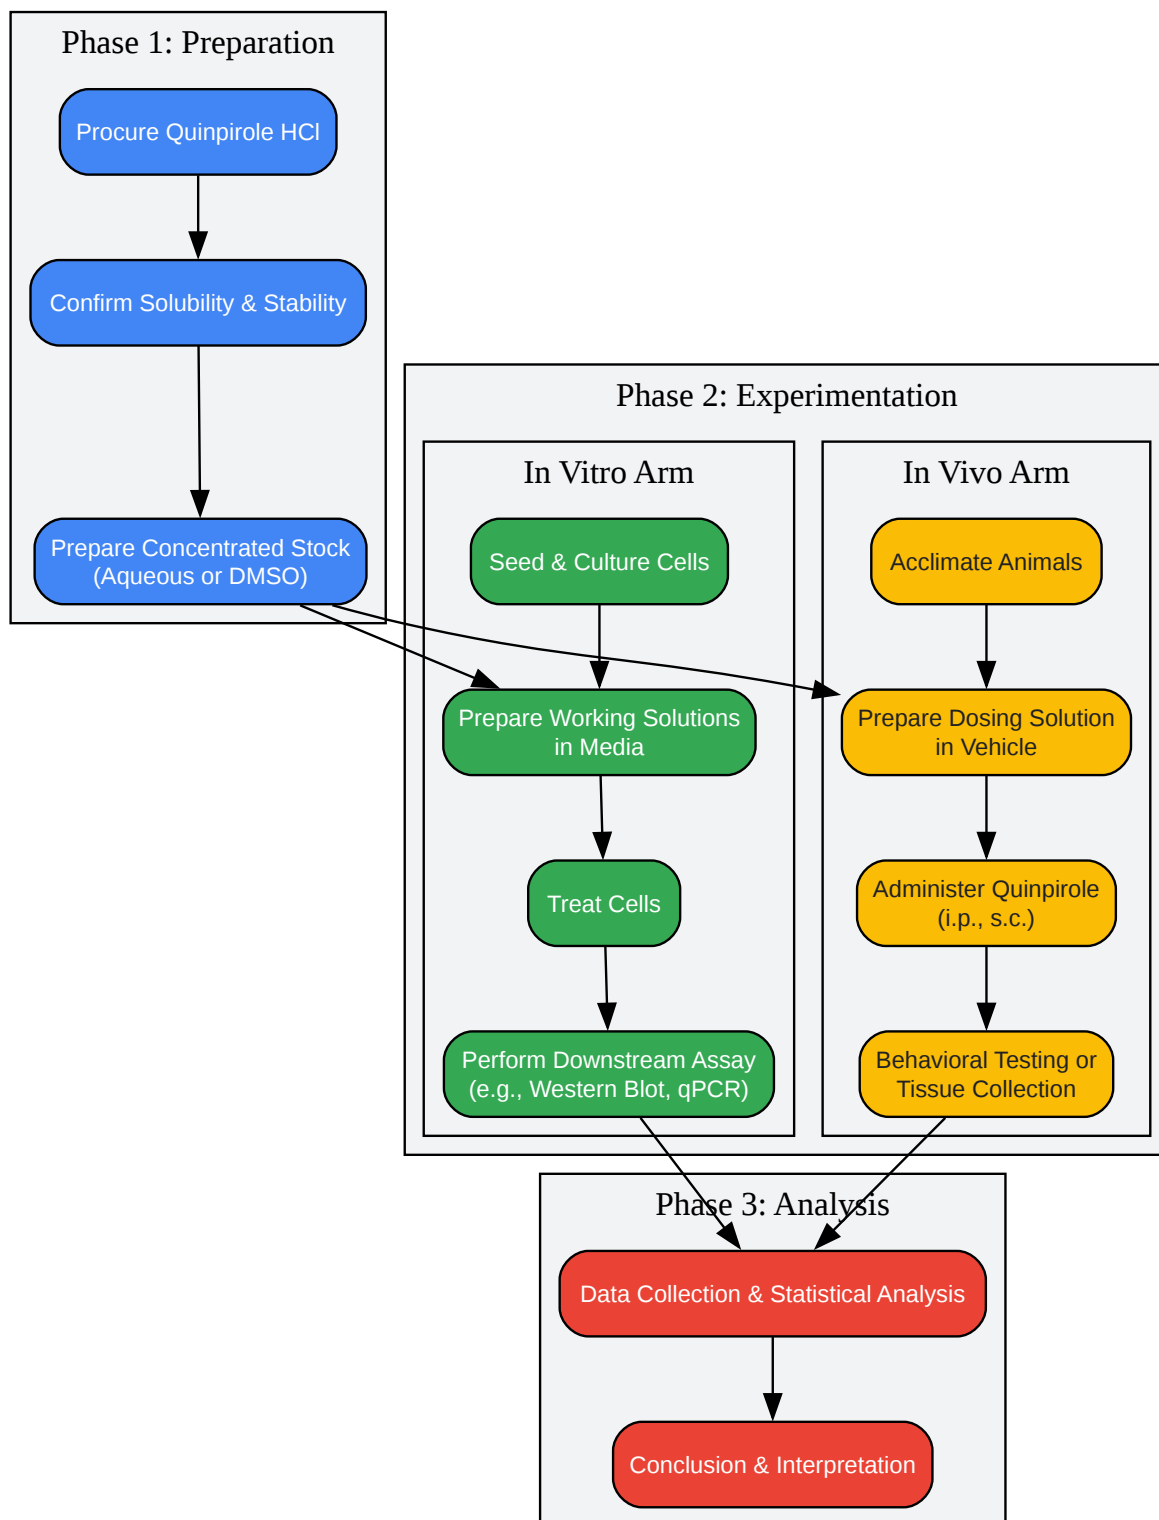 Phase 1: Preparation
Procure Quinpirole HCl
Confirm Solubility & Stability
Prepare Concentrated Stock
(Aqueous or DMSO)
Phase 2: Experimentation
In Vitro Arm
Seed & Culture Cells
Prepare Working Solutions
in Media
Treat Cells
Perform Downstream Assay
(e.g., Western Blot, qPCR)
In Vivo Arm
Acclimate Animals
Prepare Dosing Solution
in Vehicle
Administer Quinpirole
(i.p., s.c.)
Behavioral Testing or
Tissue Collection
Phase 3: Analysis
Data Collection & Statistical Analysis
Conclusion & Interpretation